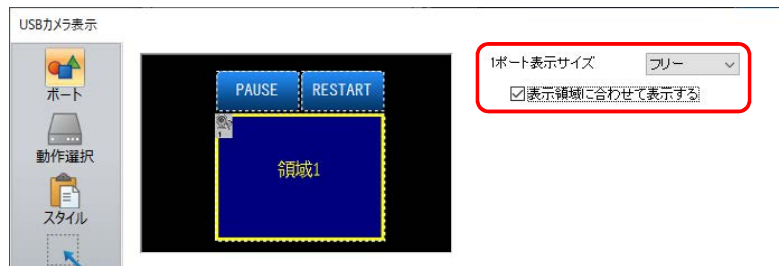 USBカメラ表示
ポート
動作選択
スタイル
PAUSE
RESTART
1
領域1
1ポート表示サイズ
フリー
表示領域に合わせて表示する